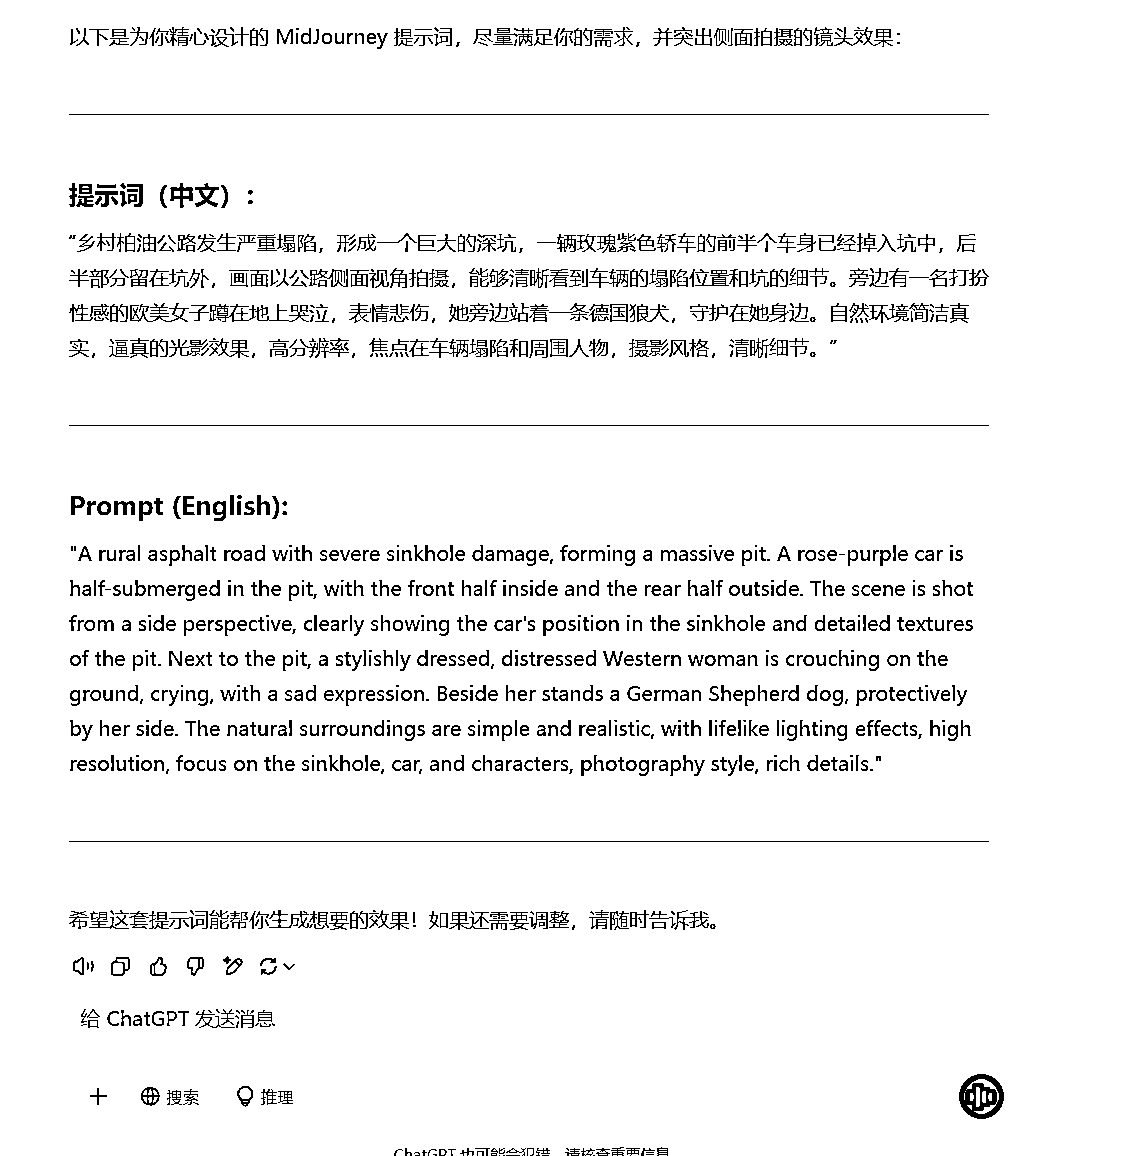 以下是为你精心设计的 MidJourney 提示词，尽量满足你的需求，并突出侧面拍摄的镜头效果：
提示词（中文）：
“乡村柏油公路发生严重塌陷，形成一个巨大的深坑，一辆玫瑰紫色轿车的前半个车身已经掉入坑中，后
半部分留在坑外，画面以公路侧面视角拍摄，能够清晰看到车辆的塌陷位置和坑的细节。旁边有一名打扮
性感的欧美女子蹲在地上哭泣，表情悲伤，她旁边站着一条德国狼犬，守护在她身边。自然环境简洁真
实，逼真的光影效果，高分辨率，焦点在车辆塌陷和周围人物，摄影风格，清晰细节。”
Prompt (English):
"A rural asphalt road with severe sinkhole damage, forming a massive pit. A rose-purple car is
half-submerged in the pit, with the front half inside and the rear half outside. The scene is shot
from a side perspective, clearly showing the car's position in the sinkhole and detailed textures
of the pit. Next to the pit, a stylishly dressed, distressed Western woman is crouching on the
ground, crying, with a sad expression. Beside her stands a German Shepherd dog, protectively
by her side. The natural surroundings are simple and realistic, with lifelike lighting effects, high
resolution, focus on the sinkhole, car, and characters, photography style, rich details."
希望这套提示词能帮你生成想要的效果！如果还需要调整，请随时告诉我。
给 ChatGPT 发送消息
搜索 推理
ChatGPT 也可能会犯错。请核查重要信息